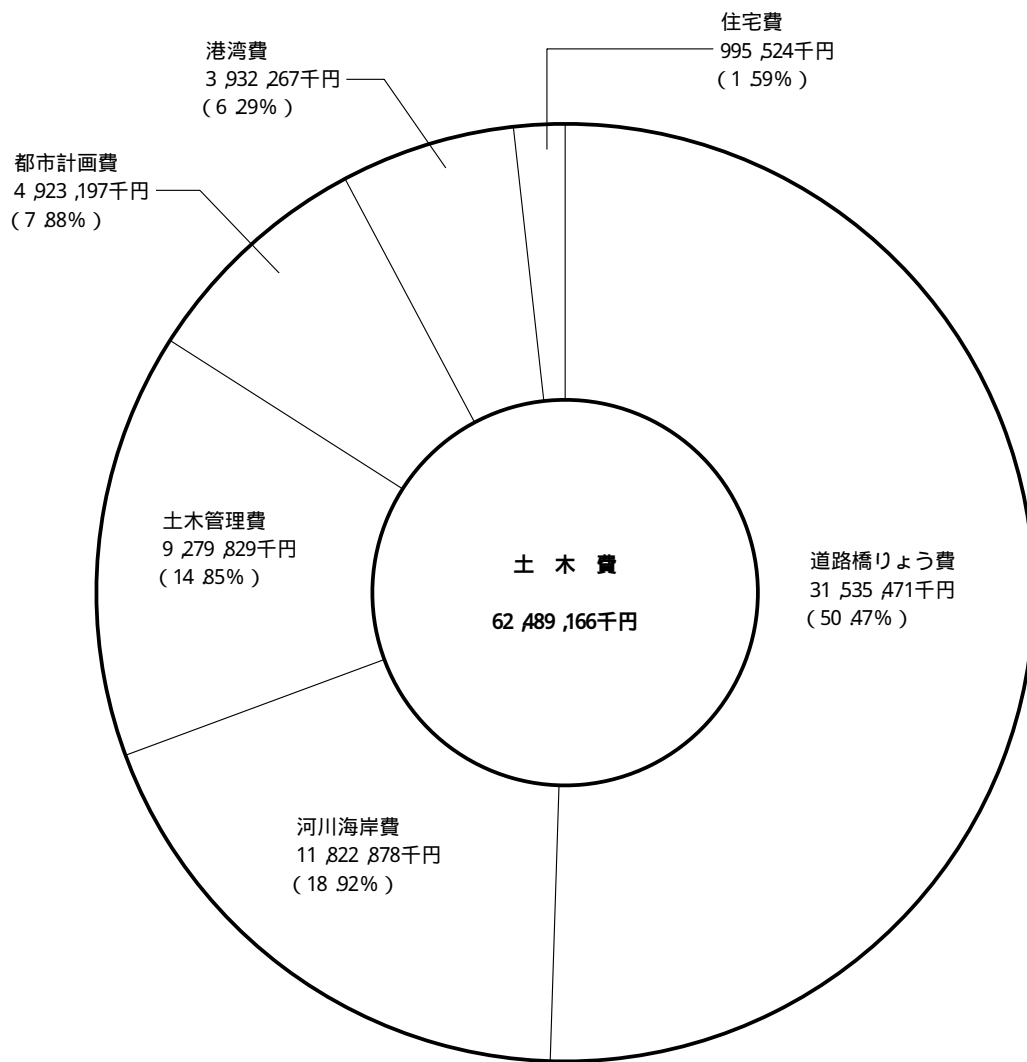 住宅費
995,524千円
(1.59%)
港湾費
3,932,267千円
(6.29%)
都市計画費
4,923,197千円
(7.88%)
土木管理費
9,279,829千円
(14.85%)
土 木 費
62,489,166千円
道路橋りょう費
31,535,471千円
(50.47%)
河川海岸費
11,822,878千円
(18.92%)